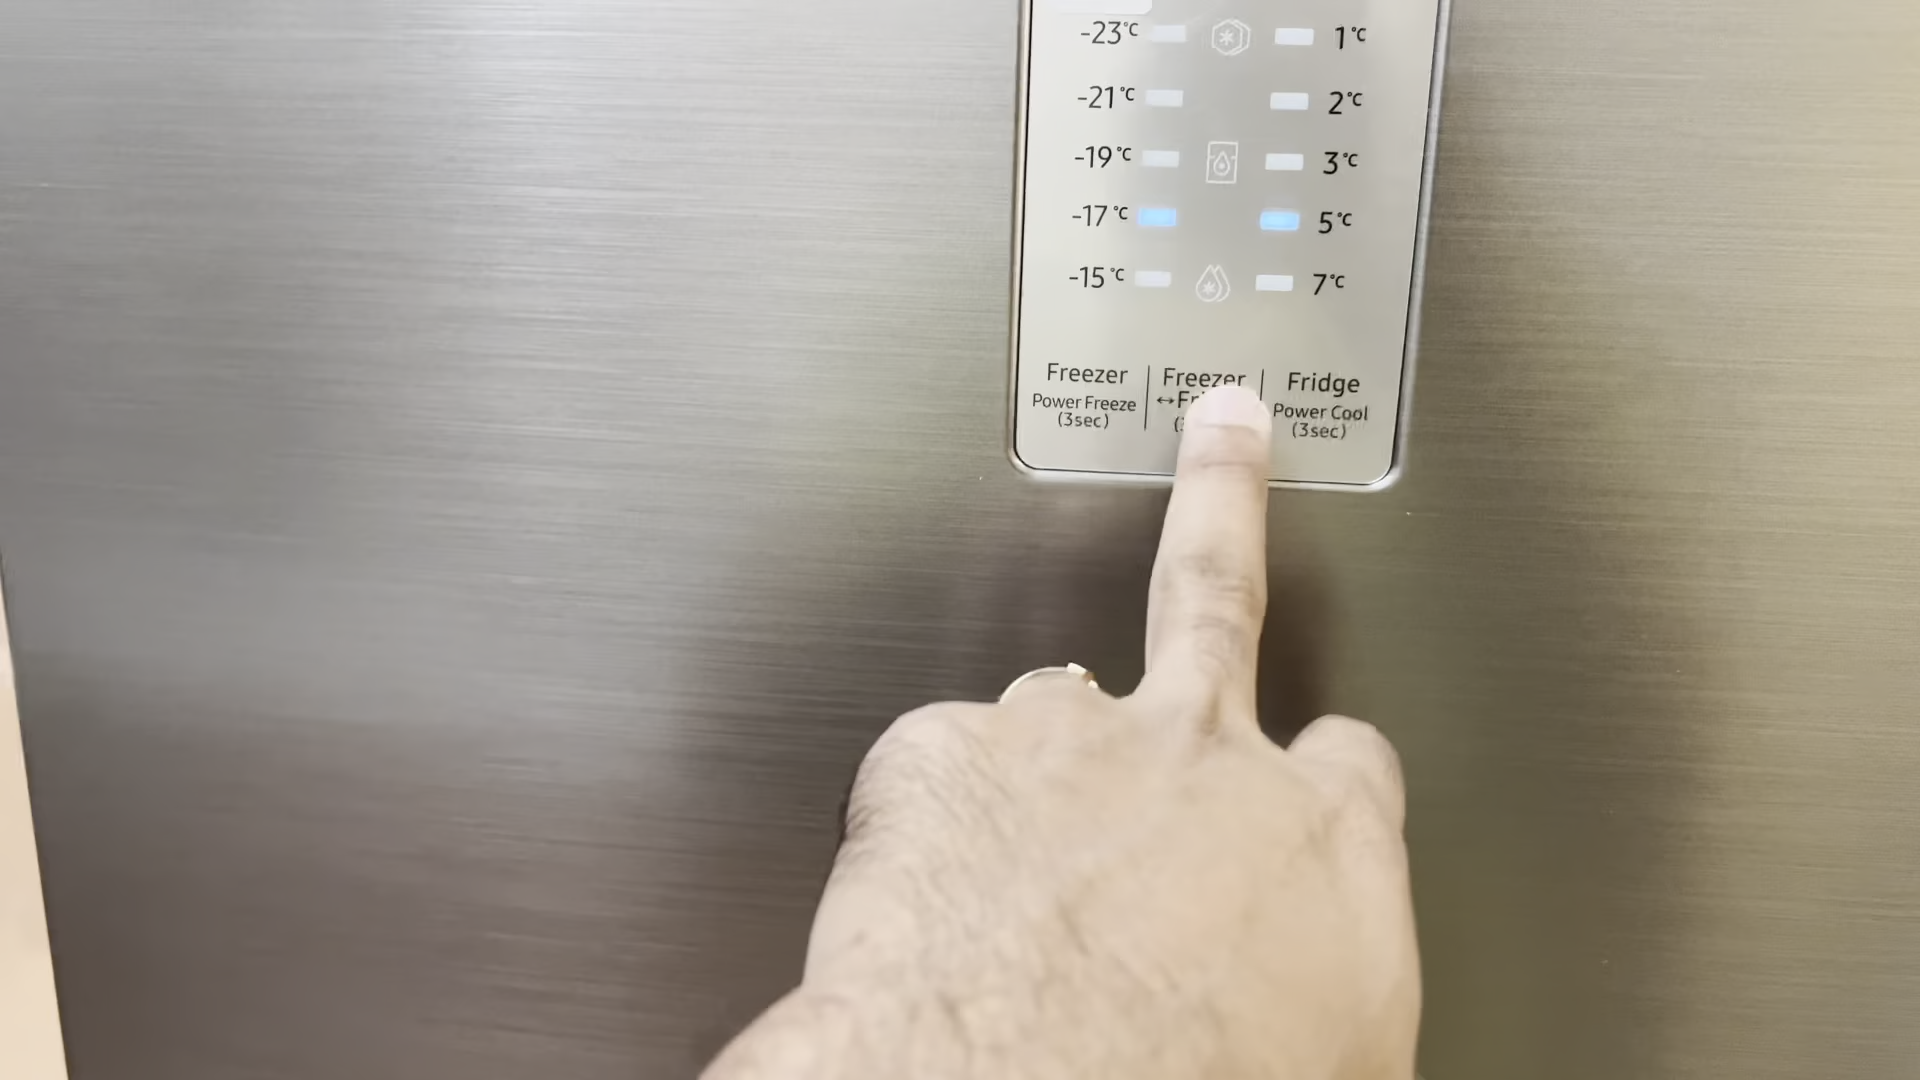 -23°C 1°C
-21°C 2°C
-19°C 3°C
-17°C 5°C
-15°C 7°C
Freezer
Power Freeze
(3sec)
Freezer
Fridge
Power Cool
(3sec)